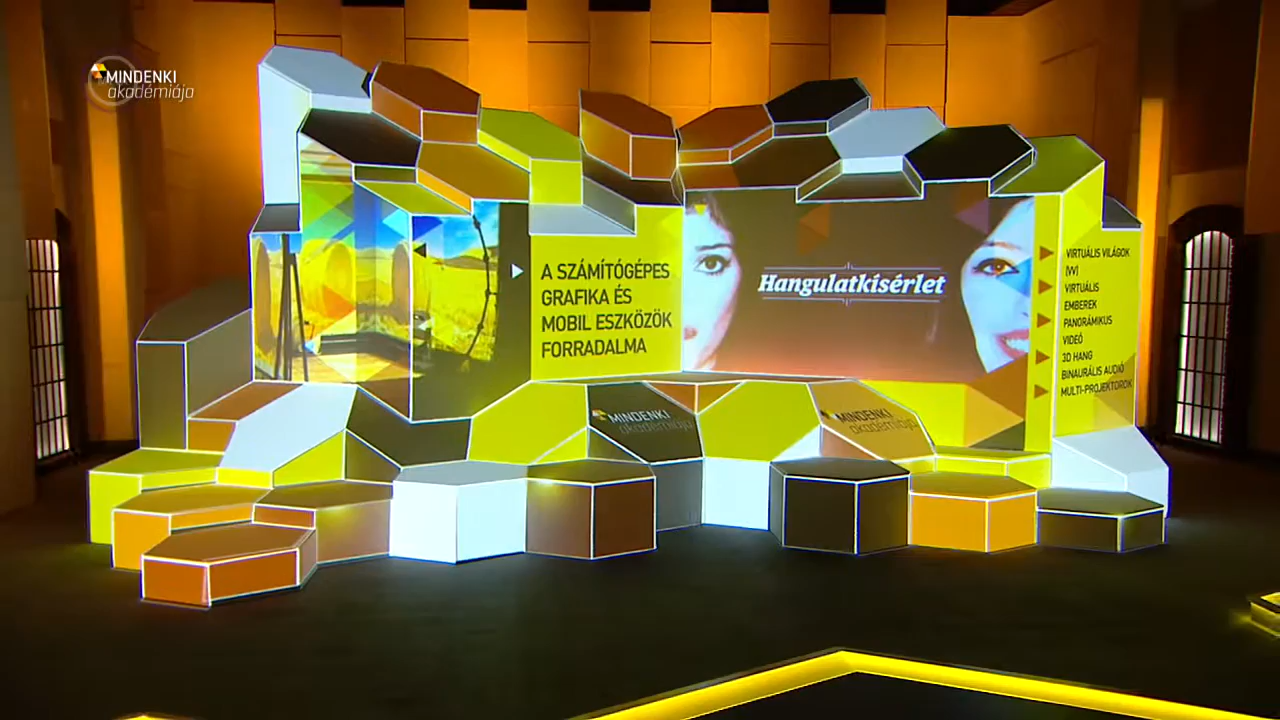 MINDENKI
akadémiája
A SZÁMÍTÓGÉPES
GRAFIKA ÉS
MOBIL ESZKÖZÖK
FORRADALMA
Hangulatkísérlet
VIRTUÁLIS VILÁGOK
(VV)
VIRTUÁLIS
EMBEREK
PANORÁMIKUS
VIDEÓ
3D HANG
BINAURÁLIS AUDIÓ
MULTI-PROJEKTOROK
MINDENKI
akadémiája
MINDENKI
akadémiája